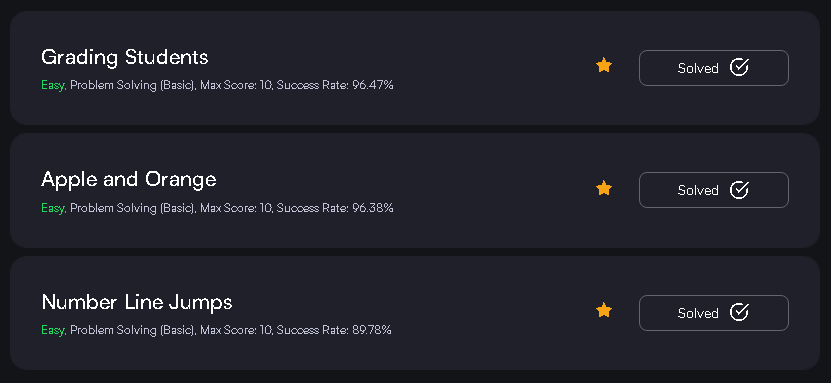 Grading Students
Easy, Problem Solving (Basic), Max Score: 10, Success Rate: 96.47%
Solved
Apple and Orange
Easy, Problem Solving (Basic), Max Score: 10, Success Rate: 96.38%
Solved
Number Line Jumps
Easy, Problem Solving (Basic), Max Score: 10, Success Rate: 89.78%
Solved